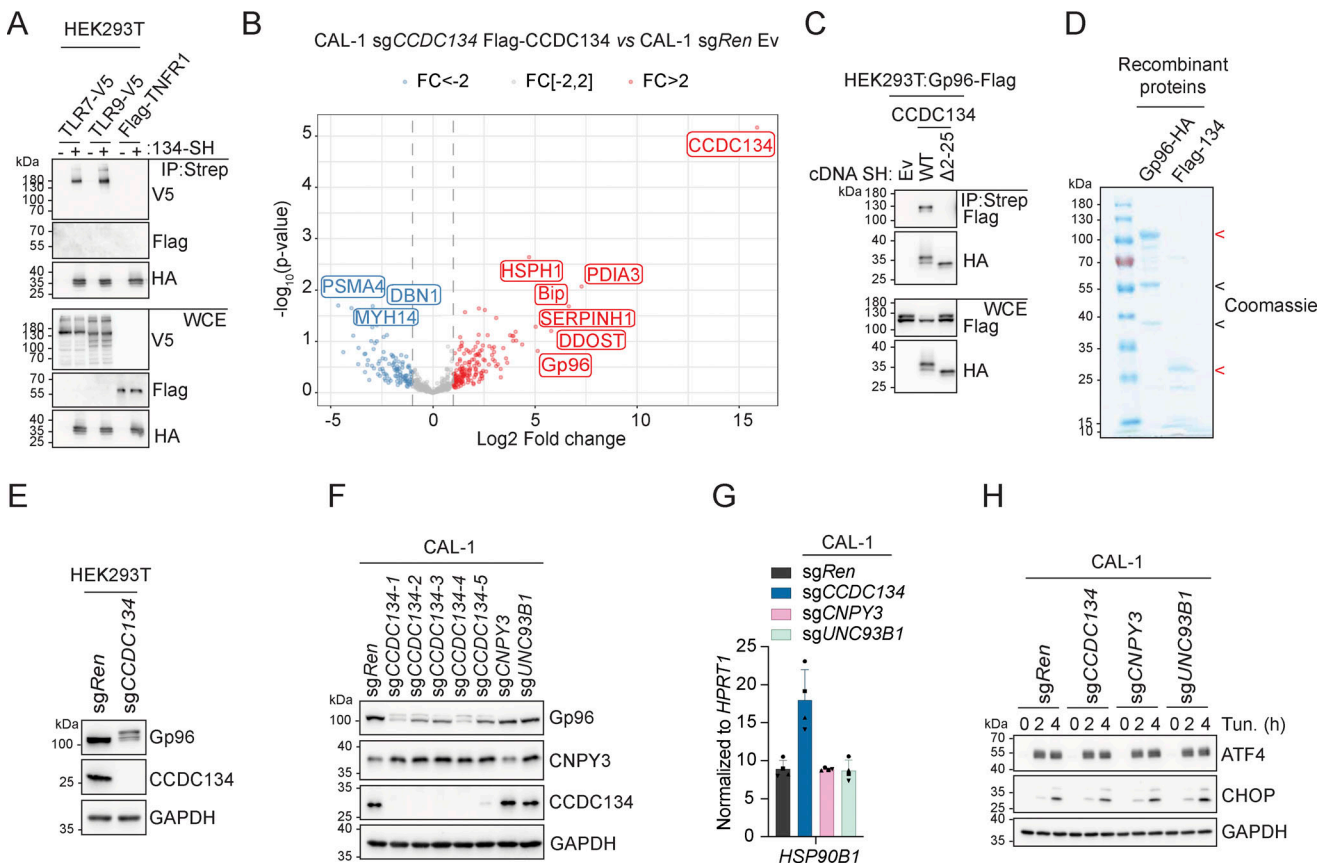 A
HEK293T
TLR7-V5
TLR9-V5
Flag-TNFR1
kDa
- + - + - + :134-SH
IP:Strep
180
130
100
70
V5
70
55
Flag
40
35
25
HA
WCE
180
130
100
70
V5
70
55
Flag
40
35
25
HA
B
CAL-1 sgCCDC134 Flag-CCDC134 vs CAL-1 sgRen Ev
FC<-2
FC[-2,2]
FC>2
-log10(p-value)
5
4
3
2
1
0
CCDC134
HSPH1
PDIA3
Bip
SERPINH1
DDOST
Gp96
PSMA4
DBN1
MYH14
-5
0
5
10
15
Log2 Fold change
C
HEK293T:Gp96-Flag
CCDC134
cDNA SH: Ev WT Δ2-25
kDa
180
130
100
IP:Strep
Flag
40
35
25
HA
180
130
100
WCE
Flag
40
35
25
HA
D
Recombinant
proteins
Gp96-HA
Flag-134
kDa
180
130
100
70
55
40
35
25
15
10
<
<
<
<
Coomassie
E
HEK293T
sgRen
sgCCDC134
kDa
100
Gp96
25
CCDC134
35
GAPDH
F
CAL-1
sgRen
sgCCDC134-1
sgCCDC134-2
sgCCDC134-3
sgCCDC134-4
sgCCDC134-5
sgCNPY3
sgUNC93B1
kDa
100
Gp96
40
35
CNPY3
40
35
CCDC134
40
35
GAPDH
G
CAL-1
sgRen
sgCCDC134
sgCNPY3
sgUNC93B1
Normalized to HPRT1
25
20
15
10
5
0
HSP90B1
H
CAL-1
sgRen
sgCCDC134
sgCNPY3
sgUNC93B1
kDa
0 2 4 0 2 4 0 2 4 0 2 4 Tun. (h)
70
55
40
ATF4
35
25
CHOP
35
GAPDH